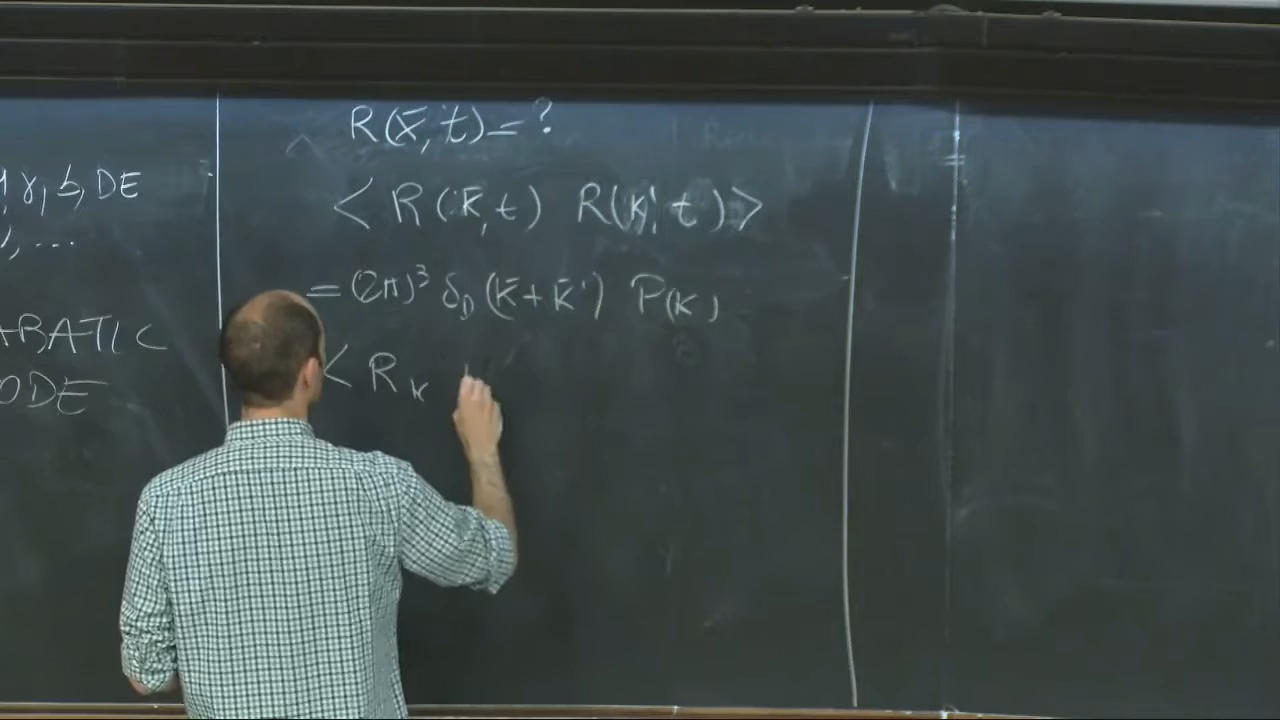 γ, b, DE
ν, ...
ABATIC
ODE
R(x̄, t) = ?
< R(k̄, t) R(k̄', t) >
= (2π)³ δ_D (k̄ + k̄') P(k)
< R_k